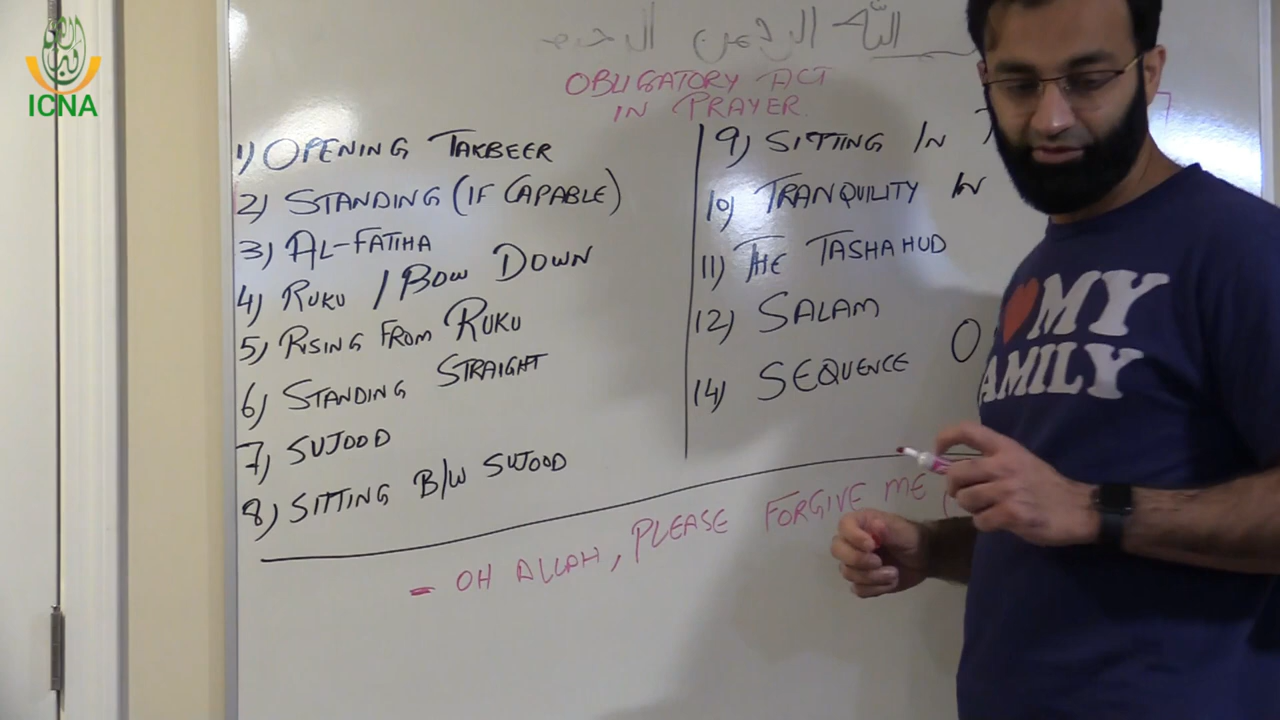 ICNA
الله الرحمن الرحيم
OBLIGATORY ACT
IN PRAYER
1) OPENING TAKBEER
2) STANDING (IF CAPABLE)
3) AL-FATIHA
4) RUKU / BOW DOWN
5) RISING FROM RUKU
6) STANDING STRAIGHT
7) SUJOOD
8) SITTING B/W SUJOOD
9) SITTING IN
10) TRANQUILITY IN
11) THE TASHAHUD
12) SALAM
14) SEQUENCE
- OH ALLAH, PLEASE FORGIVE ME
MY
FAMILY